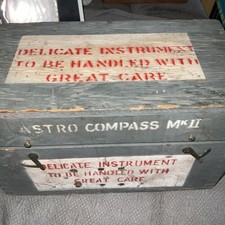 DELICATE INSTRUMENT
TO BE HANDLED WITH
GREAT CARE
ASTRO COMPASS MK II
DELICATE INSTRUMENT
TO BE HANDLED WITH
GREAT CARE